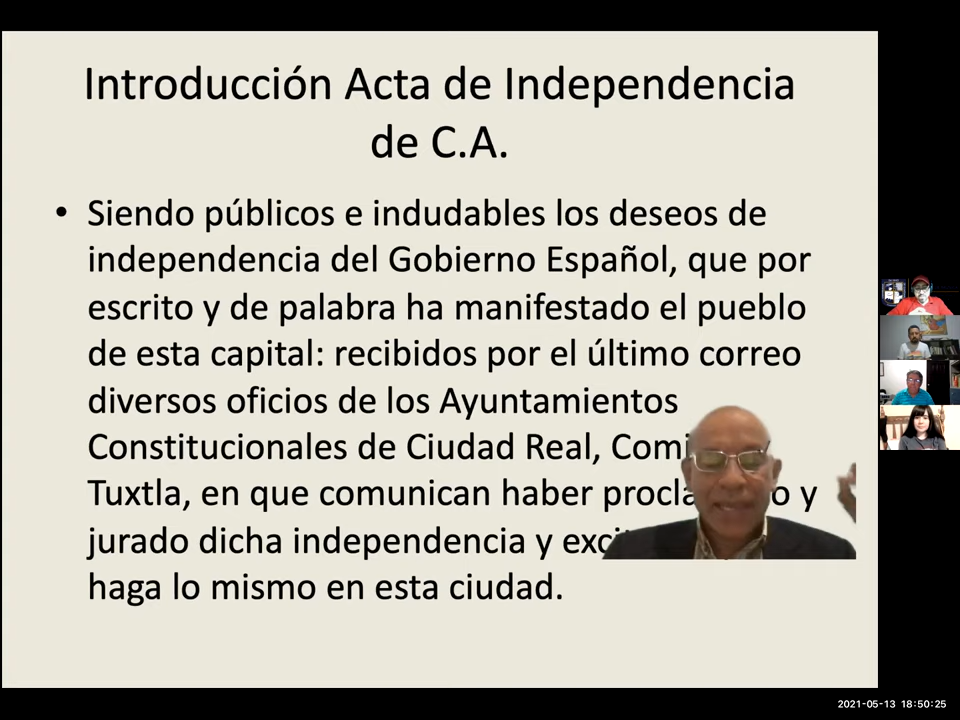 Introducción Acta de Independencia
de C.A.
• Siendo públicos e indudables los deseos de
independencia del Gobierno Español, que por
escrito y de palabra ha manifestado el pueblo
de esta capital: recibidos por el último correo
diversos oficios de los Ayuntamientos
Constitucionales de Ciudad Real,
Tuxtla, en que comunican haber y
jurado dicha independencia y
haga lo mismo en esta ciudad.
2021-05-13 18:50:25